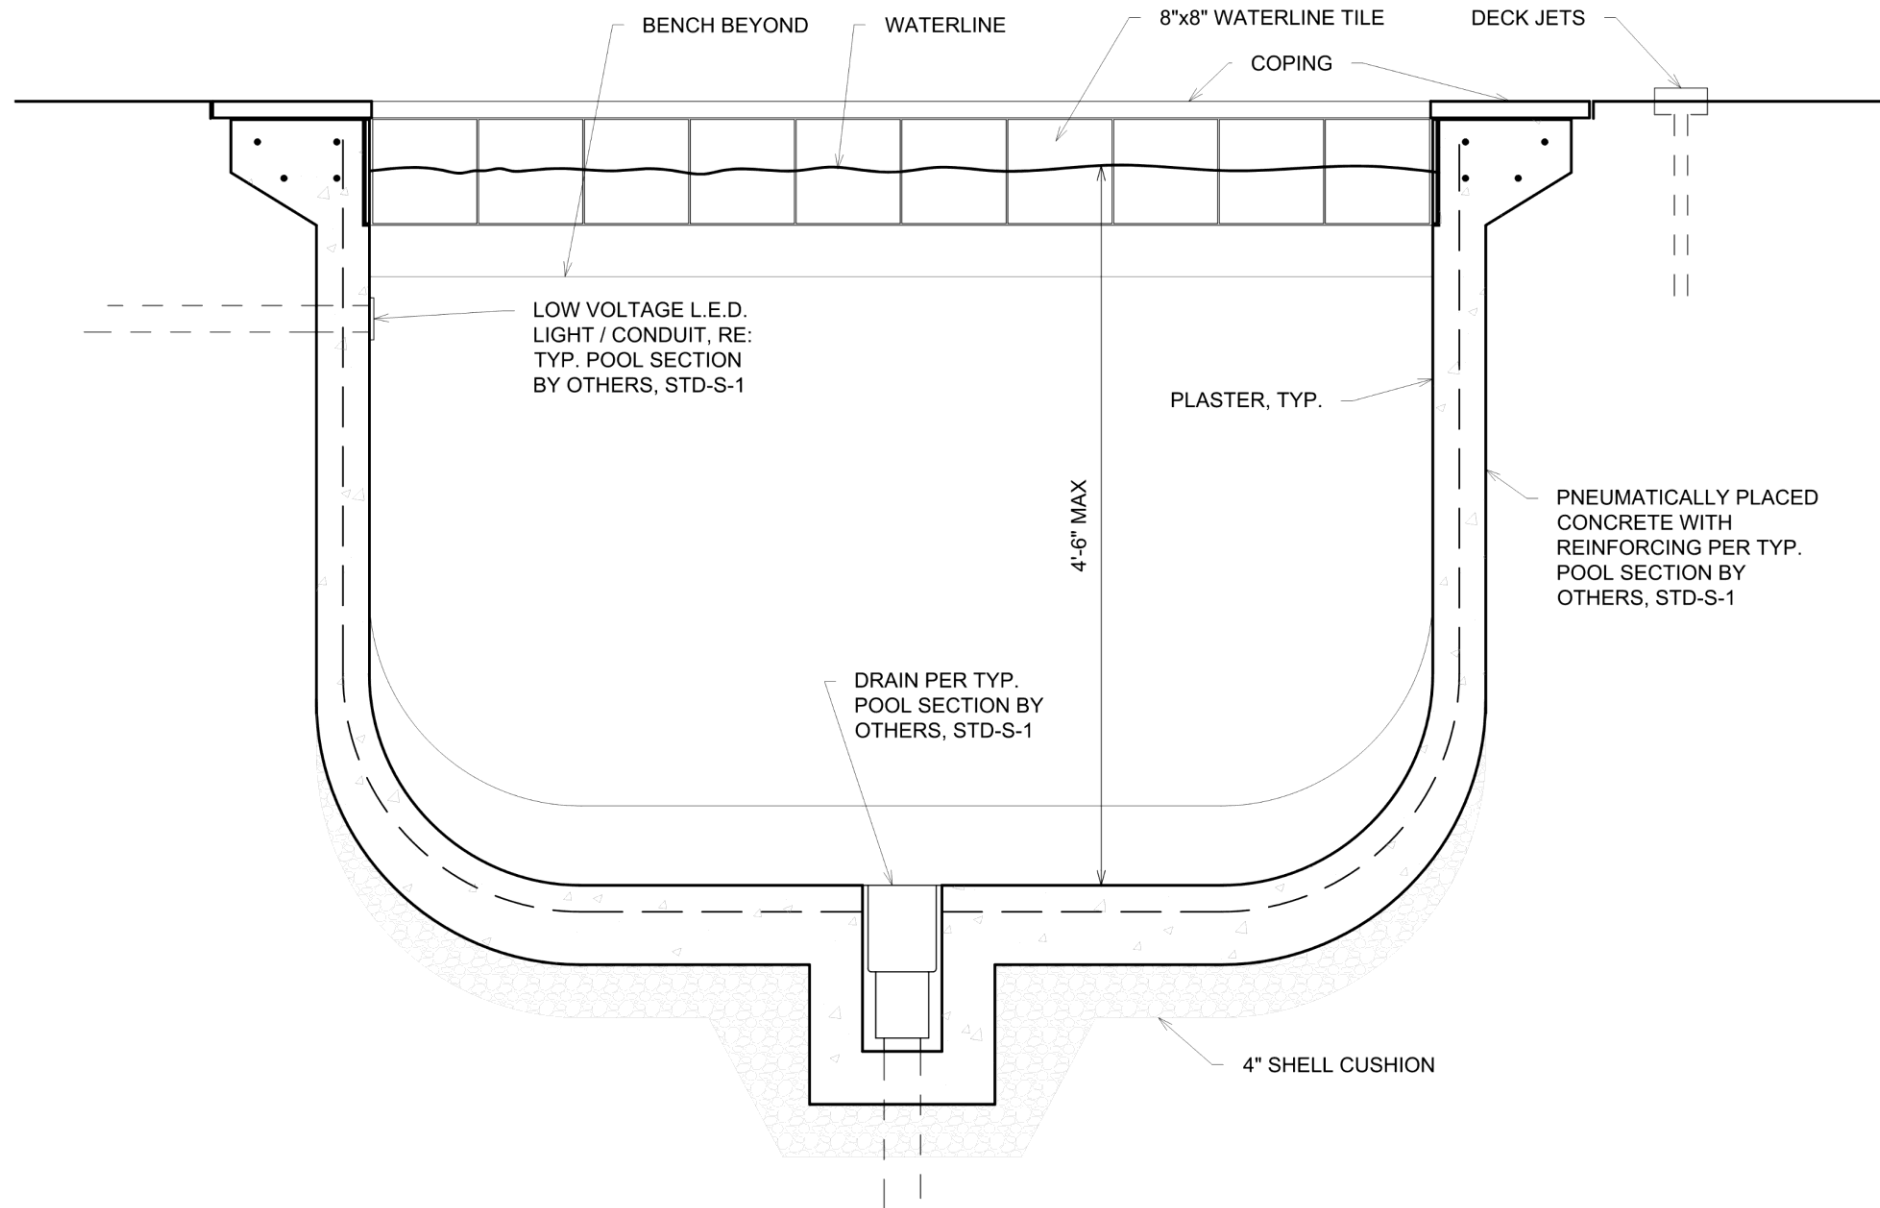 BENCH BEYOND
WATERLINE
8"x8" WATERLINE TILE
DECK JETS
COPING
LOW VOLTAGE L.E.D.
LIGHT / CONDUIT, RE:
TYP. POOL SECTION
BY OTHERS, STD-S-1
PLASTER, TYP.
4'-6" MAX
PNEUMATICALLY PLACED
CONCRETE WITH
REINFORCING PER TYP.
POOL SECTION BY
OTHERS, STD-S-1
DRAIN PER TYP.
POOL SECTION BY
OTHERS, STD-S-1
4" SHELL CUSHION